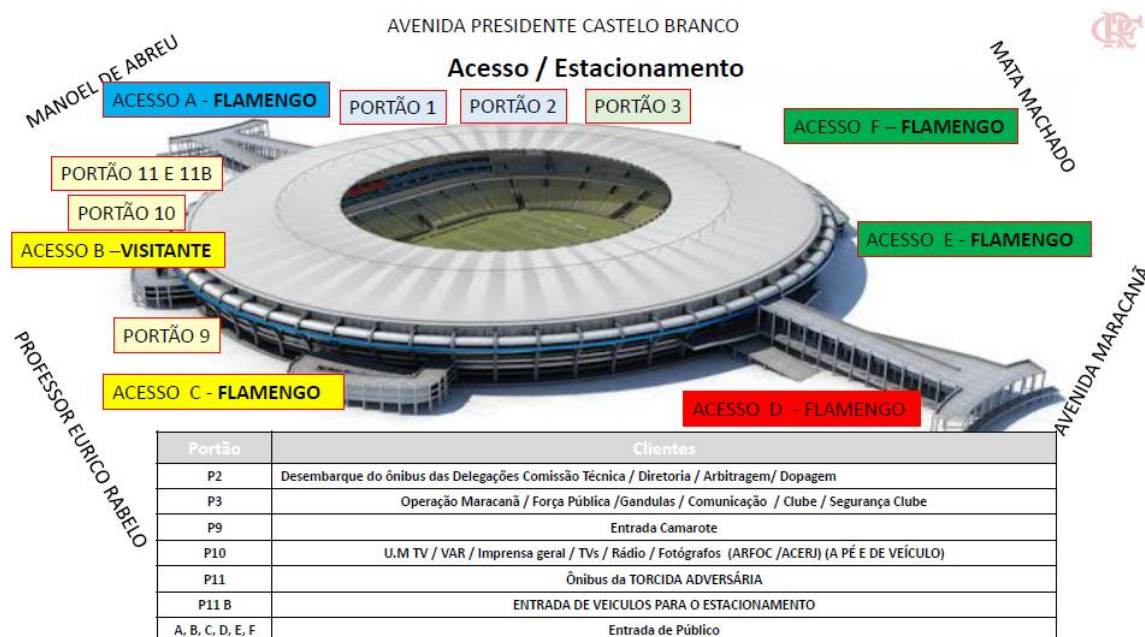 AVENIDA PRESIDENTE CASTELO BRANCO
Acesso / Estacionamento
MANOEL DE ABREU
MATA MACHADO
ACESSO A - FLAMENGO
PORTÃO 1
PORTÃO 2
PORTÃO 3
ACESSO F – FLAMENGO
PORTÃO 11 E 11B
PORTÃO 10
ACESSO B –VISITANTE
ACESSO E - FLAMENGO
PORTÃO 9
ACESSO C - FLAMENGO
ACESSO D - FLAMENGO
PROFESSOR EURICO RABELO
AVENIDA MARACANÃ
Portão Clientes
P2 Desembarque do ônibus das Delegações Comissão Técnica / Diretoria / Arbitragem/ Dopagem
P3 Operação Maracanã / Força Pública /Gandulas / Comunicação / Clube / Segurança Clube
P9 Entrada Camarote
P10 U.M TV / VAR / Imprensa geral / TVs / Rádio / Fotógrafos (ARFOC /ACERJ) (A PÉ E DE VEÍCULO)
P11 Ônibus da TORCIDA ADVERSÁRIA
P11 B ENTRADA DE VEICULOS PARA O ESTACIONAMENTO
A, B, C, D, E, F Entrada de Público